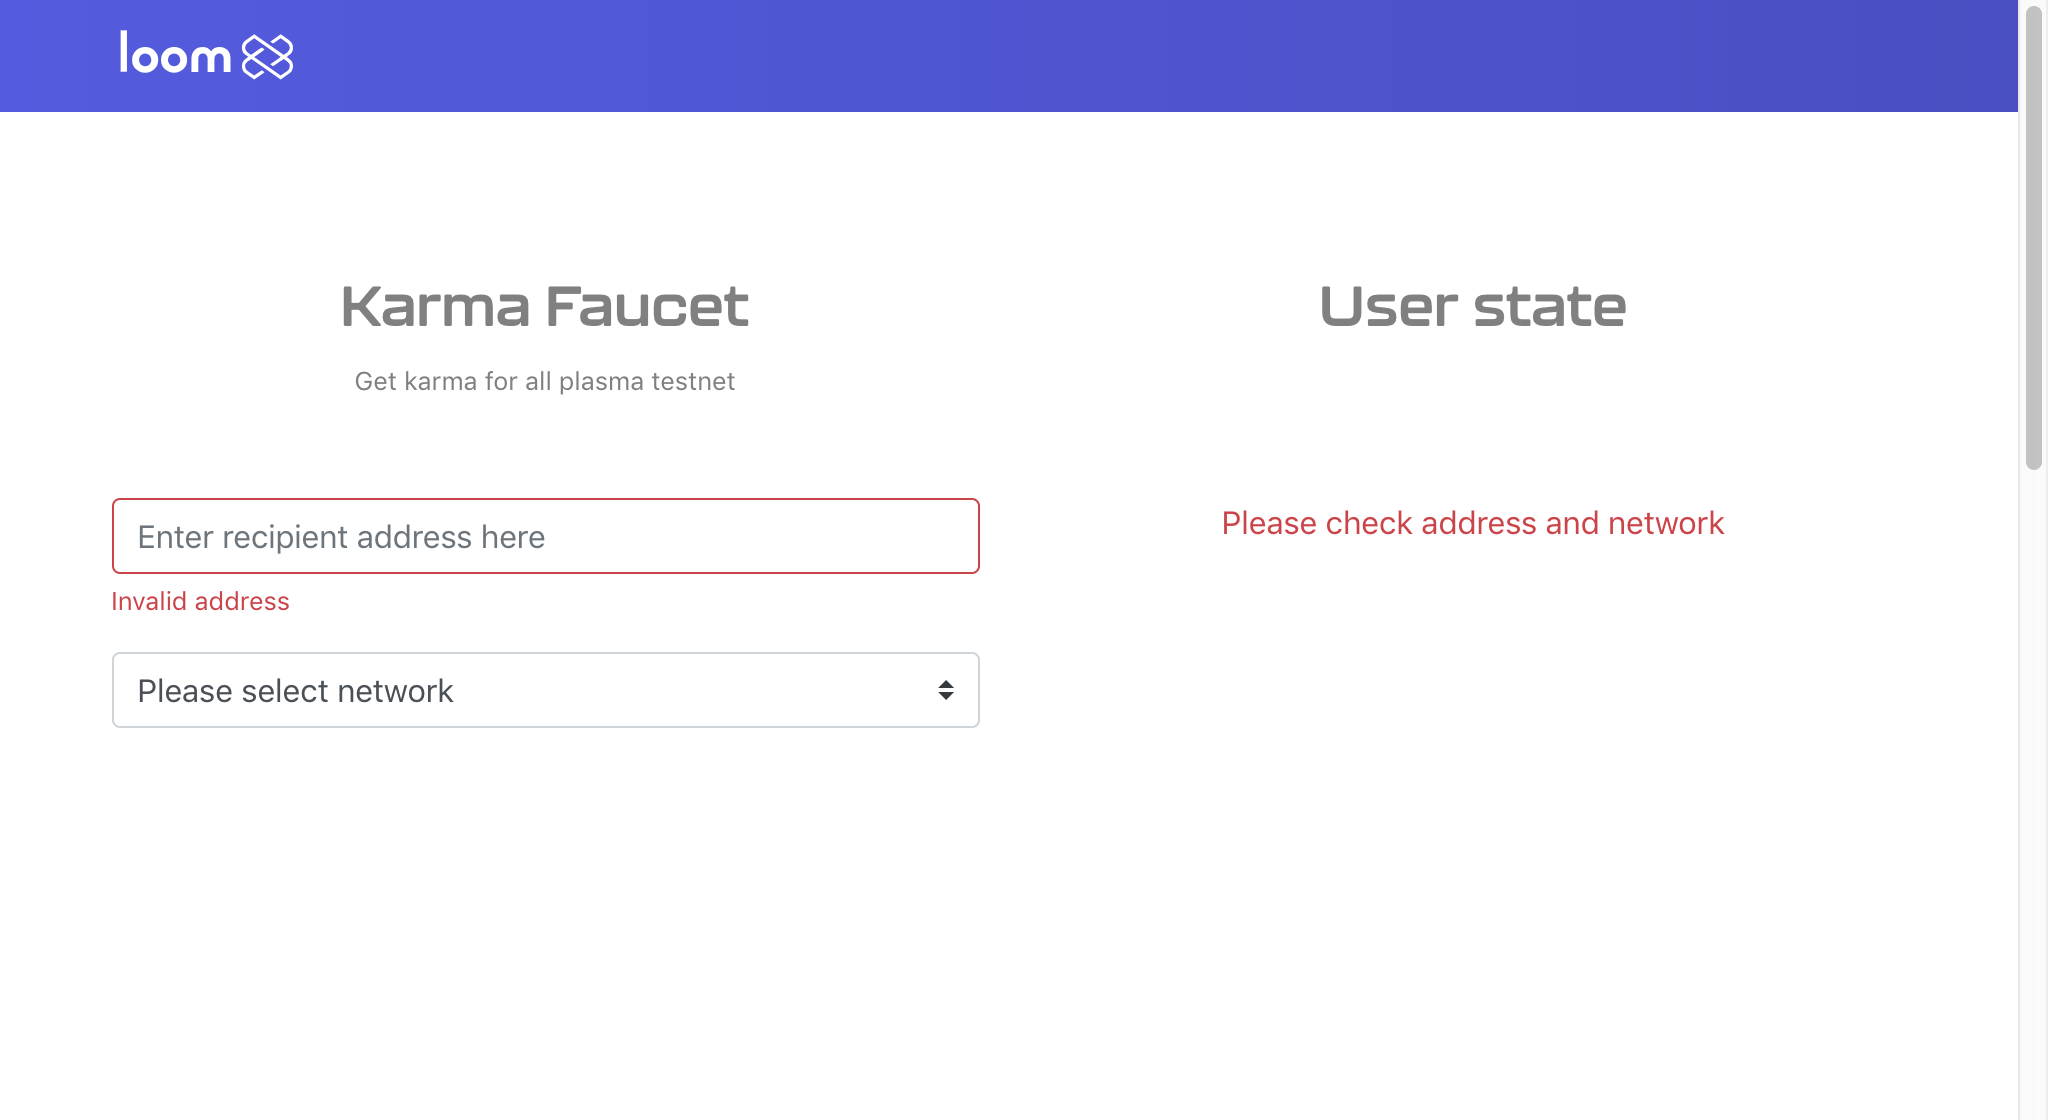 loom
Karma Faucet
Get karma for all plasma testnet
Enter recipient address here
Invalid address
Please select network
User state
Please check address and network